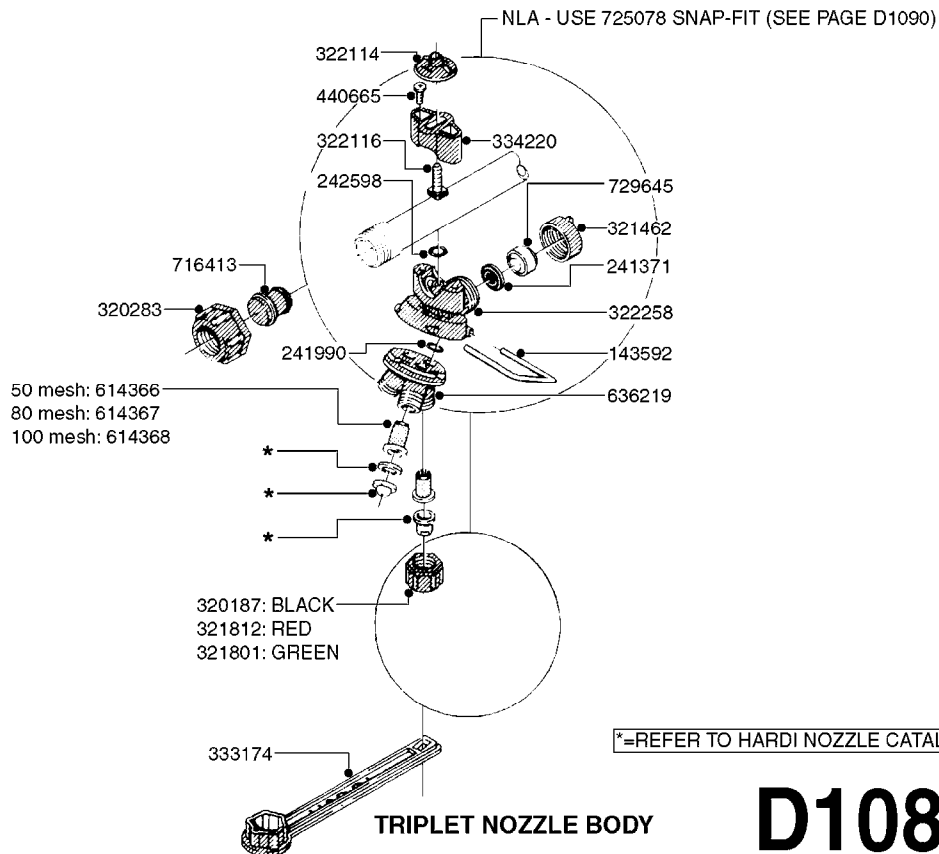 NLA - USE 725078 SNAP-FIT (SEE PAGE D1090)
322114
440665
322116
334220
242598
729645
321462
716413
241371
320283
322258
241990
143592
636219
50 mesh: 614366
80 mesh: 614367
100 mesh: 614368
*
*
*
320187: BLACK
321812: RED
321801: GREEN
333174
*=REFER TO HARDI NOZZLE
TRIPLET NOZZLE BODY
D108